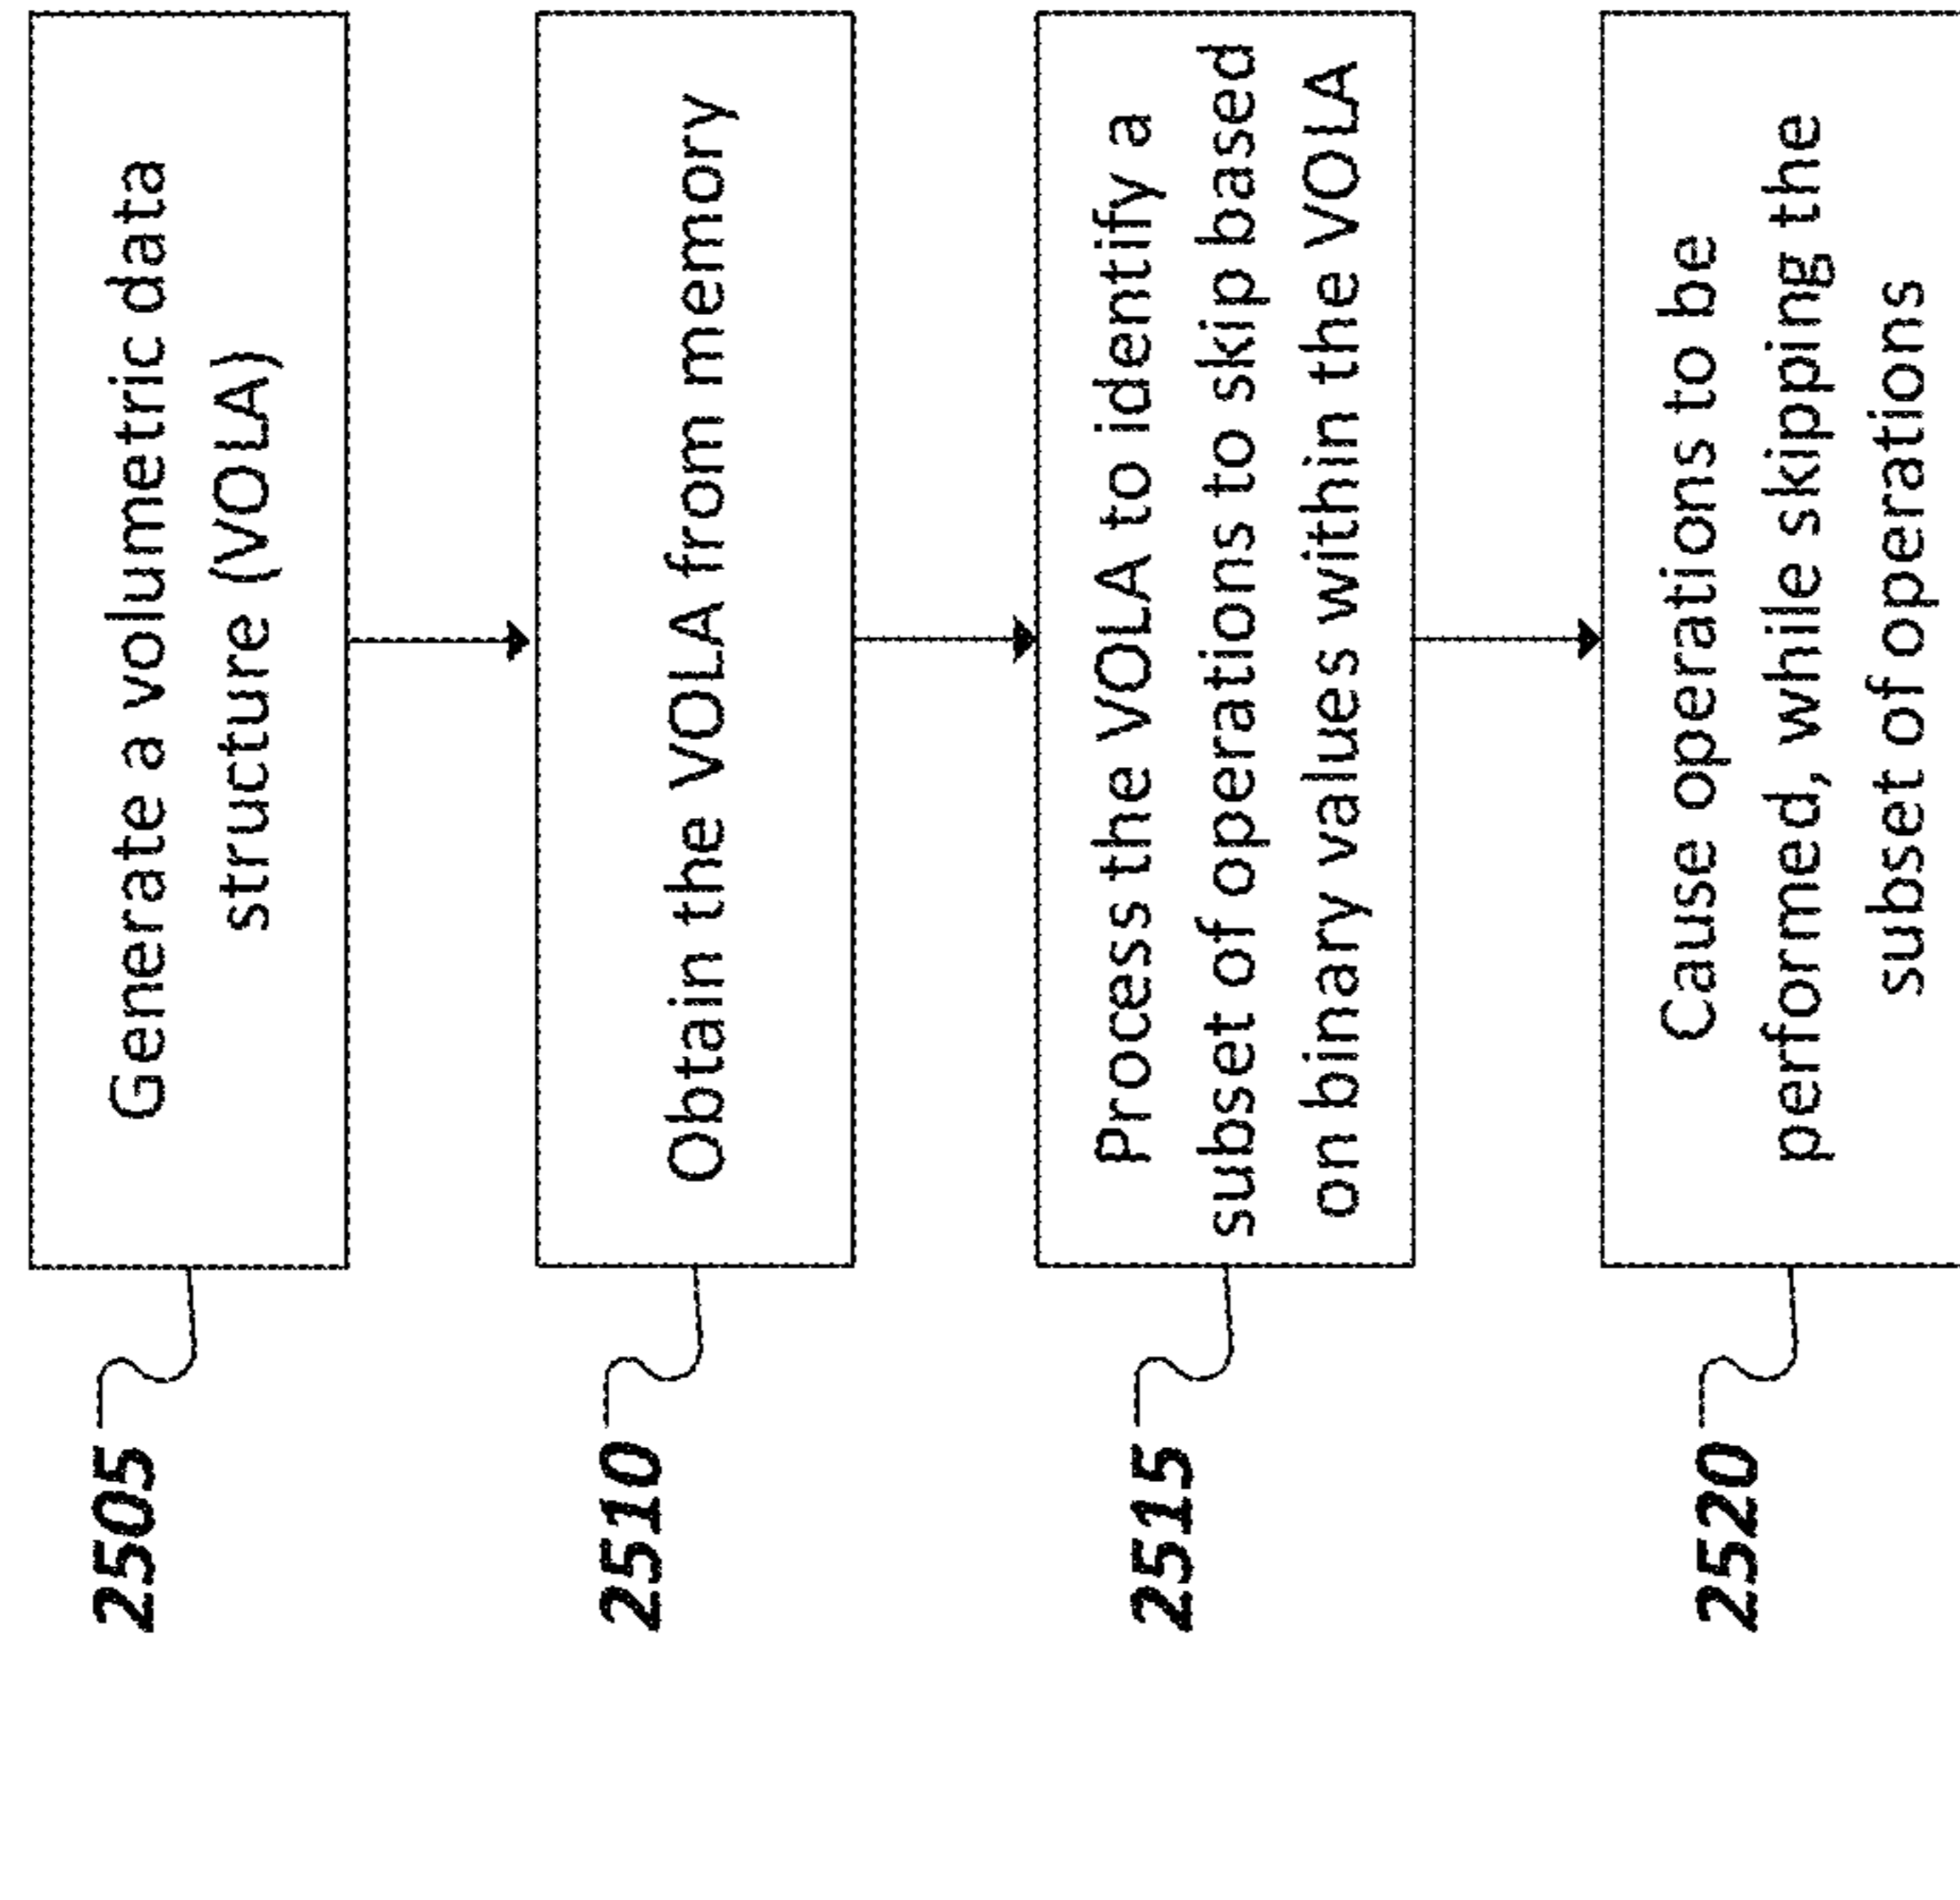 2505
Generate a volumetric data
structure (VOLA)
2510
Obtain the VOLA from memory
2515
Process the VOLA to identify a
subset of operations to skip based
on binary values within the VOLA
2520
Cause operations to be
performed, while skipping the
subset of operations